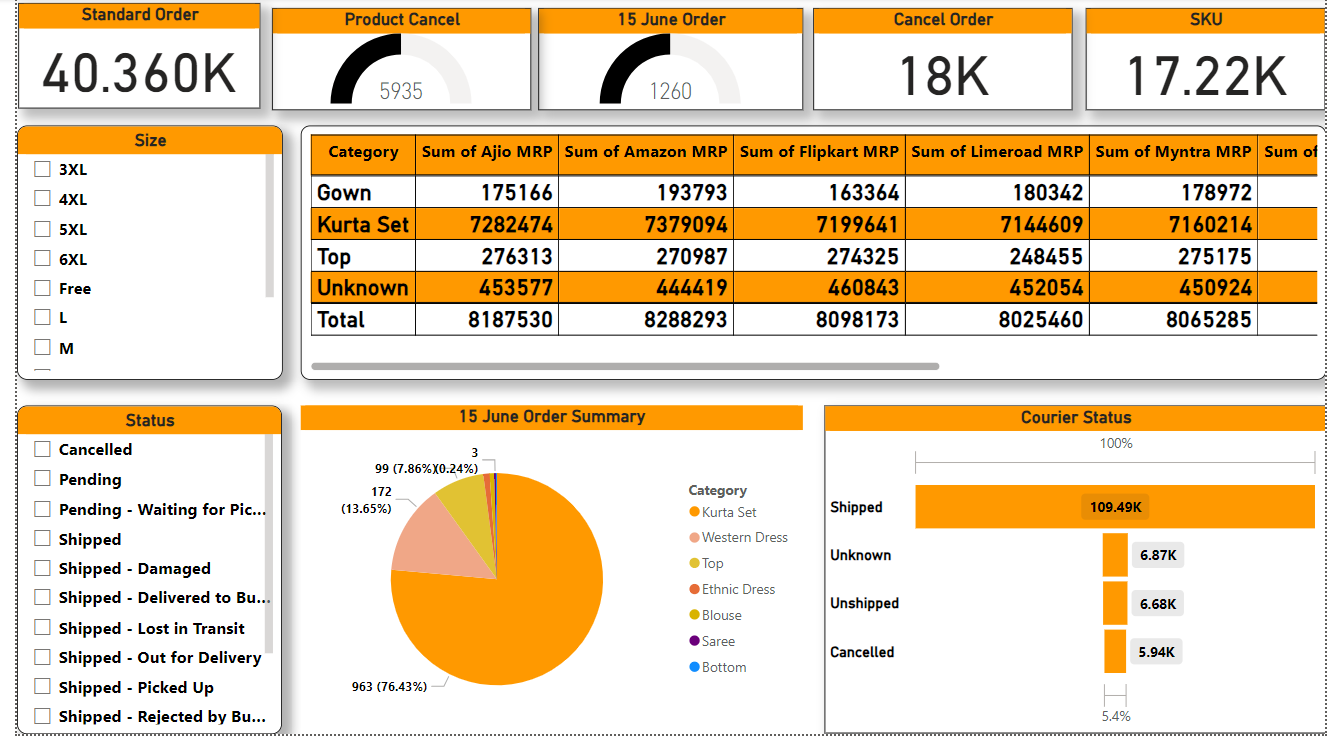 Standard Order
40.360K
Product Cancel
5935
15 June Order
1260
Cancel Order
18K
SKU
17.22K
Size
3XL
4XL
5XL
6XL
Free
L
M
Category Sum of Ajio MRP Sum of Amazon MRP Sum of Flipkart MRP Sum of Limeroad MRP Sum of Myntra MRP Sum of
Gown 175166 193793 163364 180342 178972
Kurta Set 7282474 7379094 7199641 7144609 7160214
Top 276313 270987 274325 248455 275175
Unknown 453577 444419 460843 452054 450924
Total 8187530 8288293 8098173 8025460 8065285
Status
Cancelled
Pending
Pending - Waiting for Pic...
Shipped
Shipped - Damaged
Shipped - Delivered to Bu...
Shipped - Lost in Transit
Shipped - Out for Delivery
Shipped - Picked Up
Shipped - Rejected by Bu...
15 June Order Summary
3
(0.24%)
99 (7.86%)
172
(13.65%)
963 (76.43%)
Category
Kurta Set
Western Dress
Top
Ethnic Dress
Blouse
Saree
Bottom
Courier Status
100%
Shipped 109.49K
Unknown 6.87K
Unshipped 6.68K
Cancelled 5.94K
5.4%